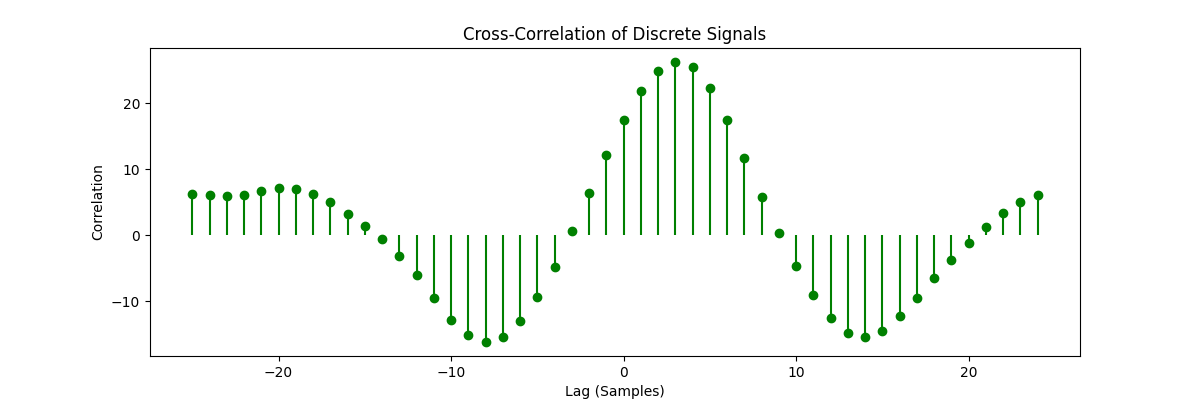 Cross-Correlation of Discrete Signals
20
10
0
−10
Correlation
−20 −10 0 10 20
Lag (Samples)